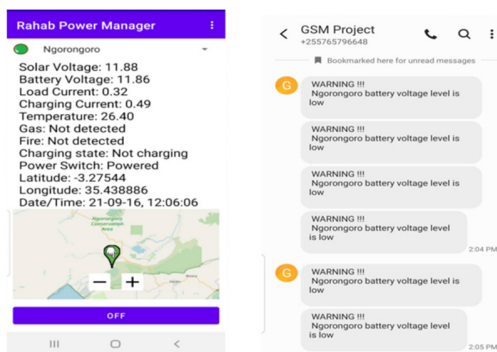 Rahab Power Manager
Ngorongoro
Solar Voltage: 11.88
Battery Voltage: 11.86
Load Current: 0.32
Charging Current: 0.49
Temperature: 26.40
Gas: Not detected
Fire: Not detected
Charging state: Not charging
Power Switch: Powered
Latitude: -3.27544
Longitude: 35.438886
Date/Time: 21-09-16, 12:06:06
Ngorongoro
Conservation
Area
OFF
GSM Project
+255765796648
Bookmarked here for unread messages
G
WARNING !!!
Ngorongoro battery voltage level is
low
WARNING !!!
Ngorongoro battery voltage level is
low
WARNING !!!
Ngorongoro battery voltage level is
low
WARNING !!!
Ngorongoro battery voltage level
is low
2:04 PM
G
WARNING !!!
Ngorongoro battery voltage level is
low
WARNING !!!
Ngorongoro battery voltage level
is low
2:05 PM